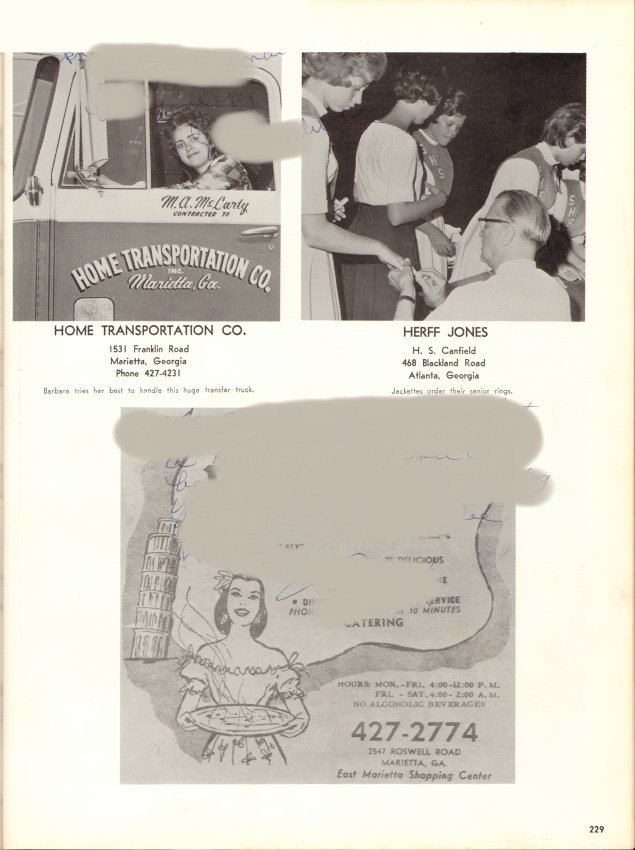 M.A. McCarty
CONTRACTED TO
HOME TRANSPORTATION CO.
INC.
Marietta, Ga.
HOME TRANSPORTATION CO.
1531 Franklin Road
Marietta, Georgia
Phone 427-4231
Barbara tries her best to handle this huge transfer truck.
HERFF JONES
H. S. Canfield
468 Blackland Road
Atlanta, Georgia
Jackettes order their senior rings.
DELICIOUS
10 MINUTES
CATERING
HOURS: MON. -FRI. 4:00-12:00 P.M.
FRI. - SAT. 4:00- 2:00 A.M.
NO ALCOHOLIC BEVERAGES
427-2774
2547 ROSWELL ROAD
MARIETTA, GA.
East Marietta Shopping Center
229